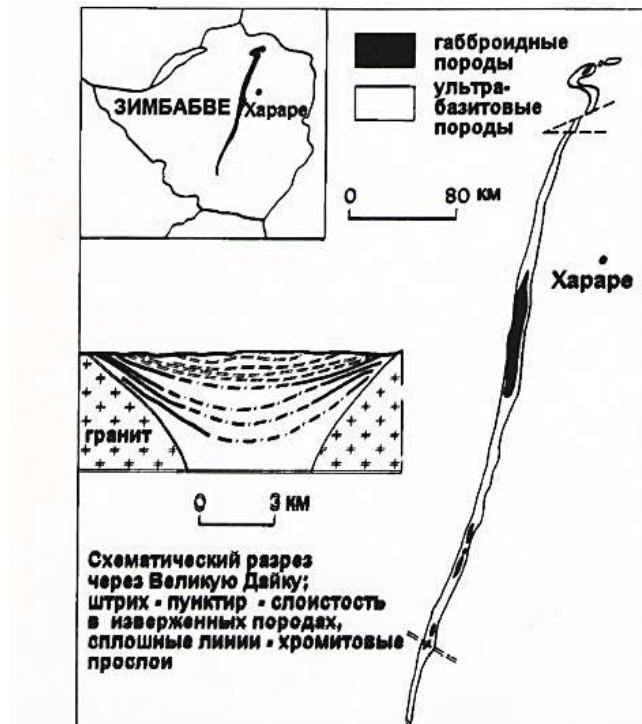 ЗИМБАБВЕ
Хараре
габброидные
породы
ультра-
базитовые
породы
0 80 км
Хараре
гранит
0 3 км
Схематический разрез
через Великую Дайку;
штрих - пунктир - слоистость
в изверженных породах,
сплошные линии - хромитовые
прослои